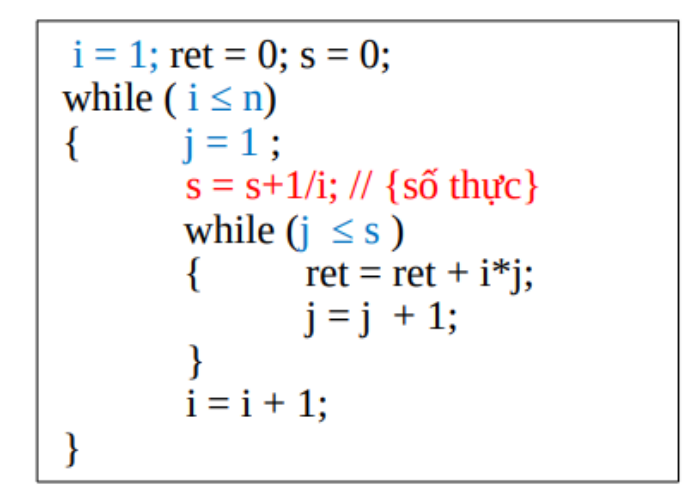 i = 1; ret = 0; s = 0;
while ( i ≤ n)
{ j = 1 ;
s = s+1/i; // {số thực}
while (j ≤ s )
{ ret = ret + i*j;
j = j + 1;
}
i = i + 1;
}